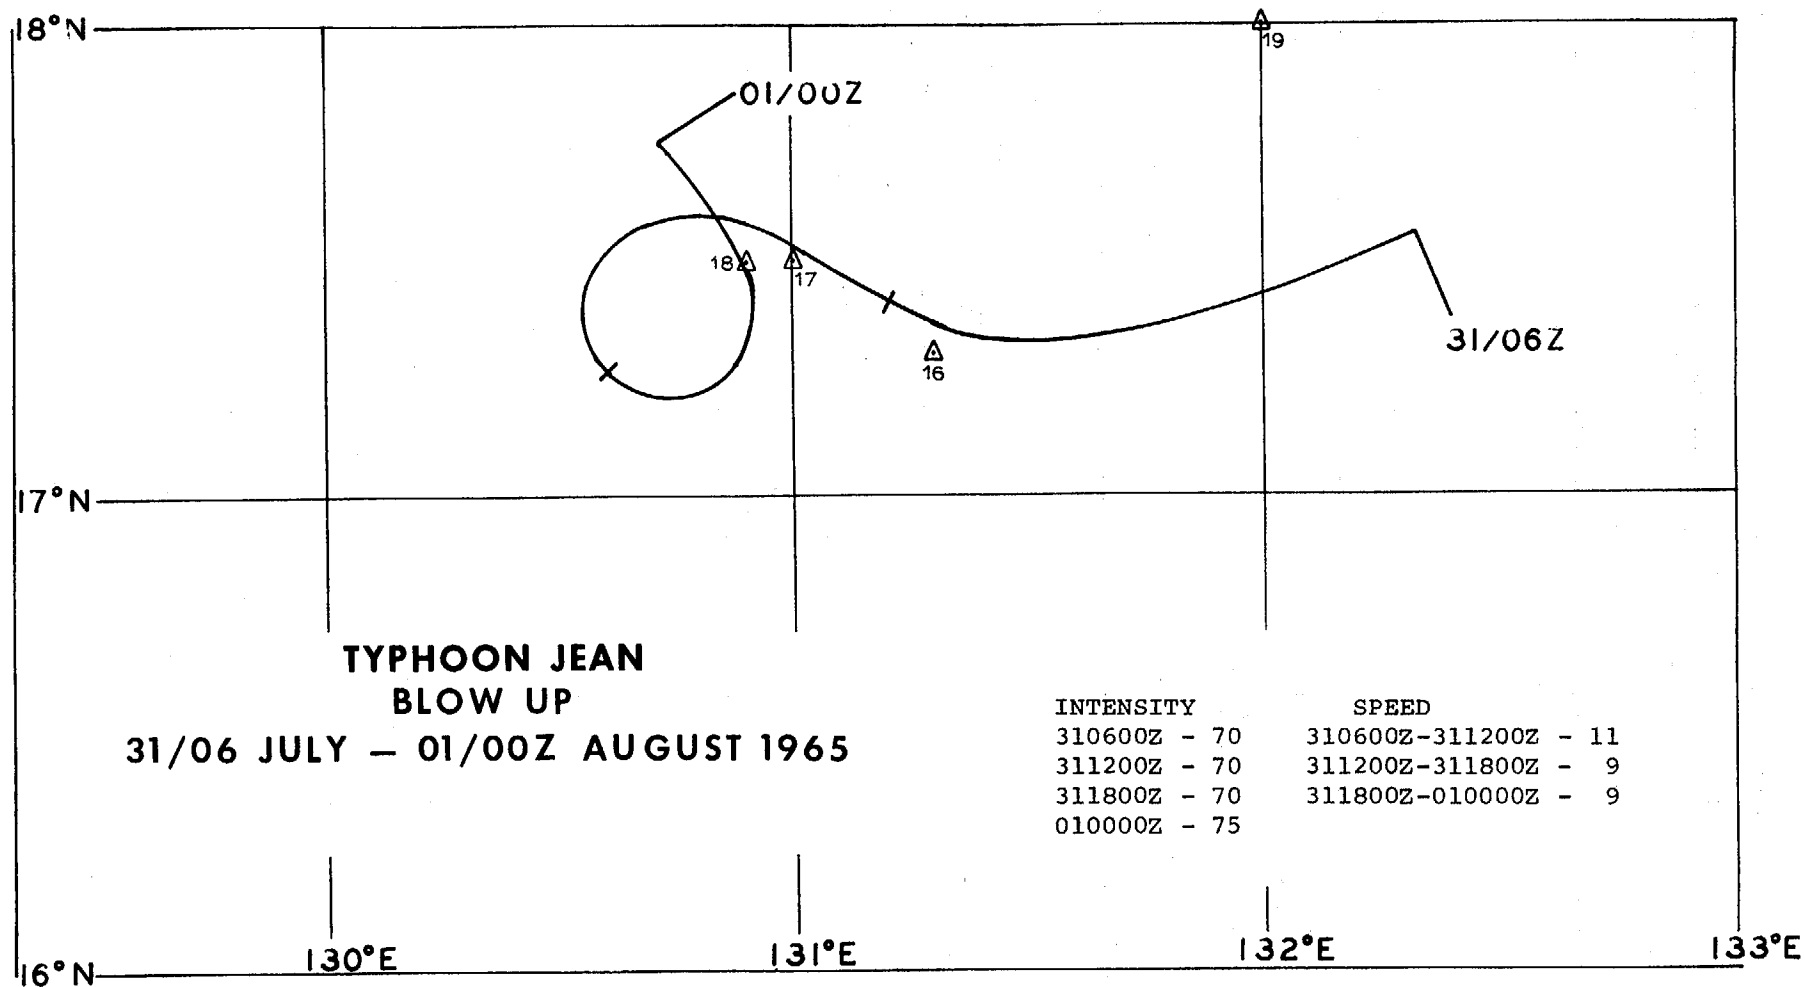 18°N
19
01/00Z
18
17
31/06Z
16
17°N
TYPHOON JEAN
BLOW UP
31/06 JULY — 01/00Z AUGUST 1965
INTENSITY SPEED
310600Z - 70 310600Z-311200Z - 11
311200Z - 70 311200Z-311800Z - 9
311800Z - 70 311800Z-010000Z - 9
010000Z - 75
130°E 131°E 132°E 133°E
16°N